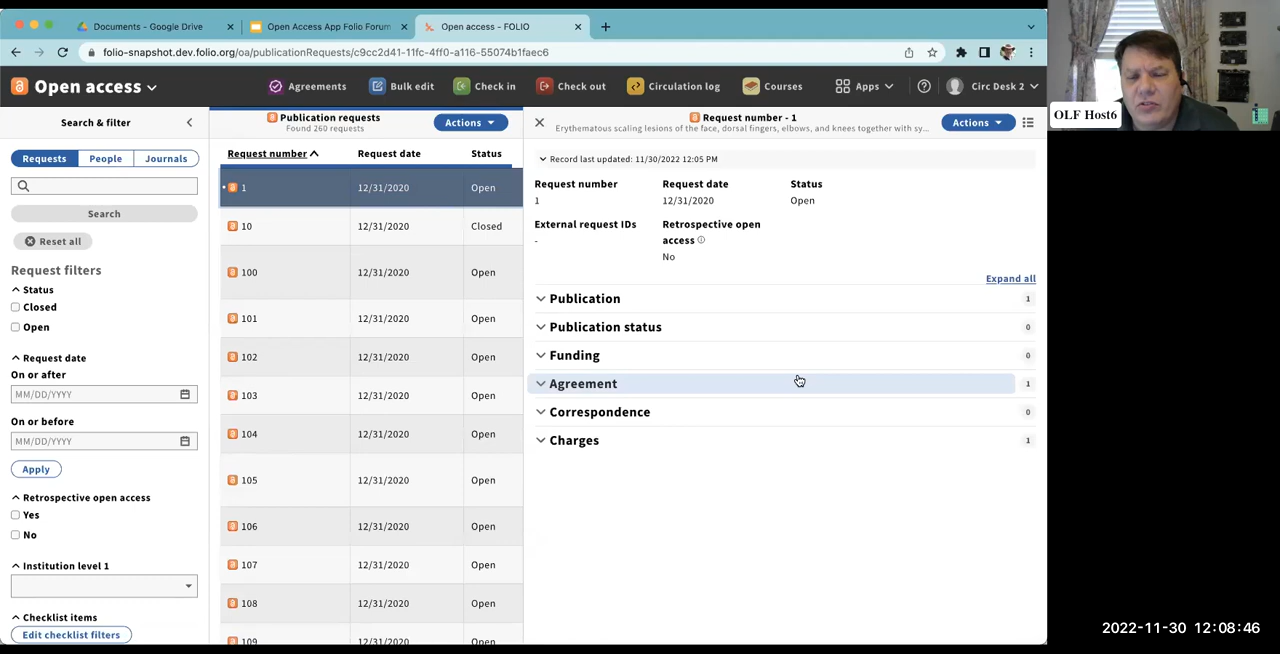 Documents - Google Drive
Open Access App Folio Forum
Open access - FOLIO
folio-snapshot.dev.folio.org/oa/publicationRequests/c9cc2d41-11fc-4ff0-a116-55074b1faec6
Open access
Agreements
Bulk edit
Check in
Check out
Circulation log
Courses
Apps
Circ Desk 2
OLF Host6
Search & filter
Requests
People
Journals
Search
Reset all
Request filters
Status
Closed
Open
Request date
On or after
MM/DD/YYYY
On or before
MM/DD/YYYY
Apply
Retrospective open access
Yes
No
Institution level 1
Checklist items
Edit checklist filters
Publication requests
Found 260 requests
Actions
Request number Request date Status
1 12/31/2020 Open
10 12/31/2020 Closed
100 12/31/2020 Open
101 12/31/2020 Open
102 12/31/2020 Open
103 12/31/2020 Open
104 12/31/2020 Open
105 12/31/2020 Open
106 12/31/2020 Open
107 12/31/2020 Open
108 12/31/2020 Open
109 12/31/2020 Open
Request number - 1
Erythematous scaling lesions of the face, dorsal fingers, elbows, and knees together with sy...
Actions
Record last updated: 11/30/2022 12:05 PM
Request number Request date Status
1 12/31/2020 Open
External request IDs Retrospective open
access
-
No
Expand all
Publication 1
Publication status 0
Funding 0
Agreement 1
Correspondence 0
Charges 1
2022-11-30 12:08:46